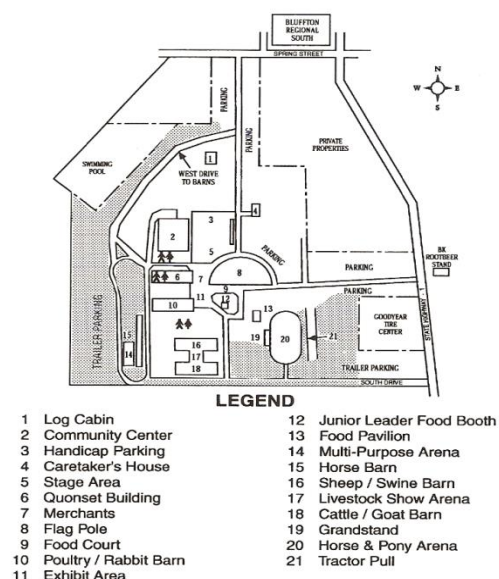 BLUFFTON
REGIONAL
SOUTH
SPRING STREET
N
W E
S
PARKING
PARKING
PRIVATE
PROPERTIES
SWIMMING
POOL
1
WEST DRIVE
TO BARNS
3
4
2
5
PARKING
BK
ROOTBEER
STAND
6
7
8
PARKING
9
PARKING
10
11
12
13
STATE HIGHWAY - 1
GOODYEAR
TIRE
CENTER
TRAILER PARKING
15
14
16
17
18
19
20
21
TRAILER PARKING
SOUTH DRIVE
LEGEND
1 Log Cabin
2 Community Center
3 Handicap Parking
4 Caretaker's House
5 Stage Area
6 Quonset Building
7 Merchants
8 Flag Pole
9 Food Court
10 Poultry / Rabbit Barn
11 Exhibit Area
12 Junior Leader Food Booth
13 Food Pavilion
14 Multi-Purpose Arena
15 Horse Barn
16 Sheep / Swine Barn
17 Livestock Show Arena
18 Cattle / Goat Barn
19 Grandstand
20 Horse & Pony Arena
21 Tractor Pull